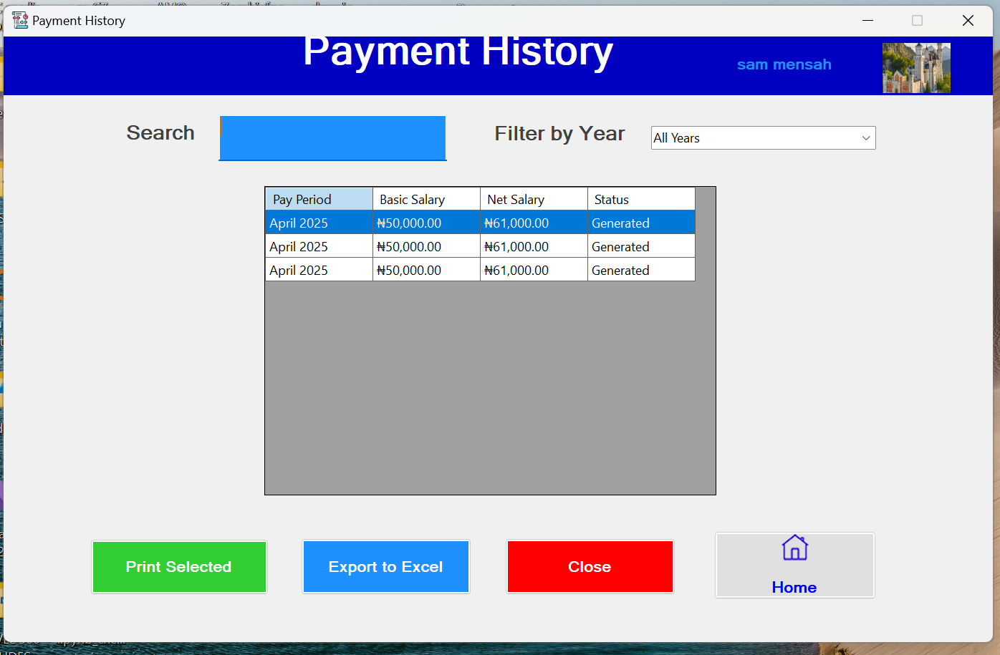 Payment History
Payment History
sam mensah
Search
Filter by Year
All Years
Pay Period Basic Salary Net Salary Status
April 2025 ₦50,000.00 ₦61,000.00 Generated
April 2025 ₦50,000.00 ₦61,000.00 Generated
April 2025 ₦50,000.00 ₦61,000.00 Generated
Print Selected
Export to Excel
Close
Home